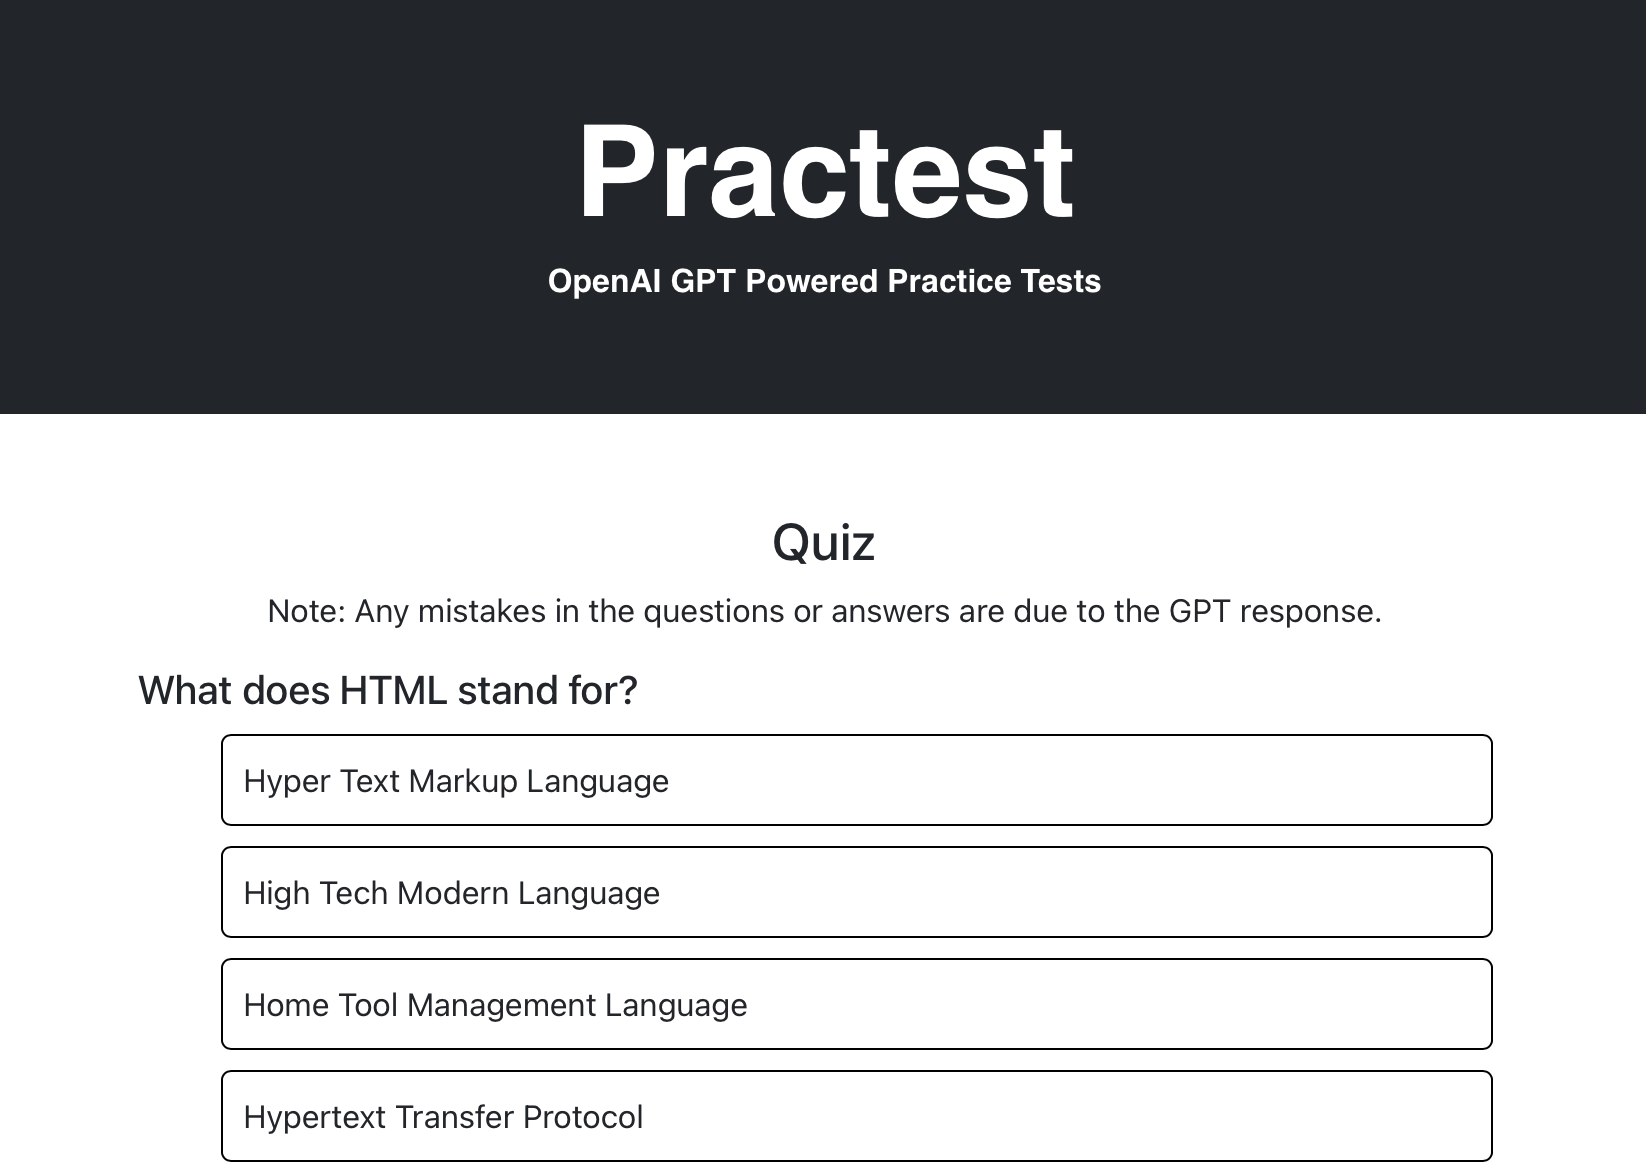 Practest
OpenAI GPT Powered Practice Tests
Quiz
Note: Any mistakes in the questions or answers are due to the GPT response.
What does HTML stand for?
Hyper Text Markup Language
High Tech Modern Language
Home Tool Management Language
Hypertext Transfer Protocol